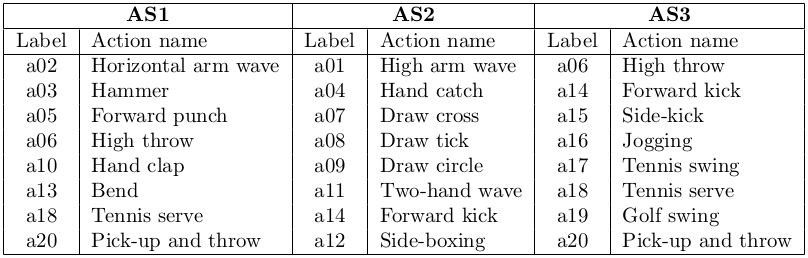 AS1 AS2 AS3
Label Action name Label Action name Label Action name
a02 Horizontal arm wave a01 High arm wave a06 High throw
a03 Hammer a04 Hand catch a14 Forward kick
a05 Forward punch a07 Draw cross a15 Side-kick
a06 High throw a08 Draw tick a16 Jogging
a10 Hand clap a09 Draw circle a17 Tennis swing
a13 Bend a11 Two-hand wave a18 Tennis serve
a18 Tennis serve a14 Forward kick a19 Golf swing
a20 Pick-up and throw a12 Side-boxing a20 Pick-up and throw